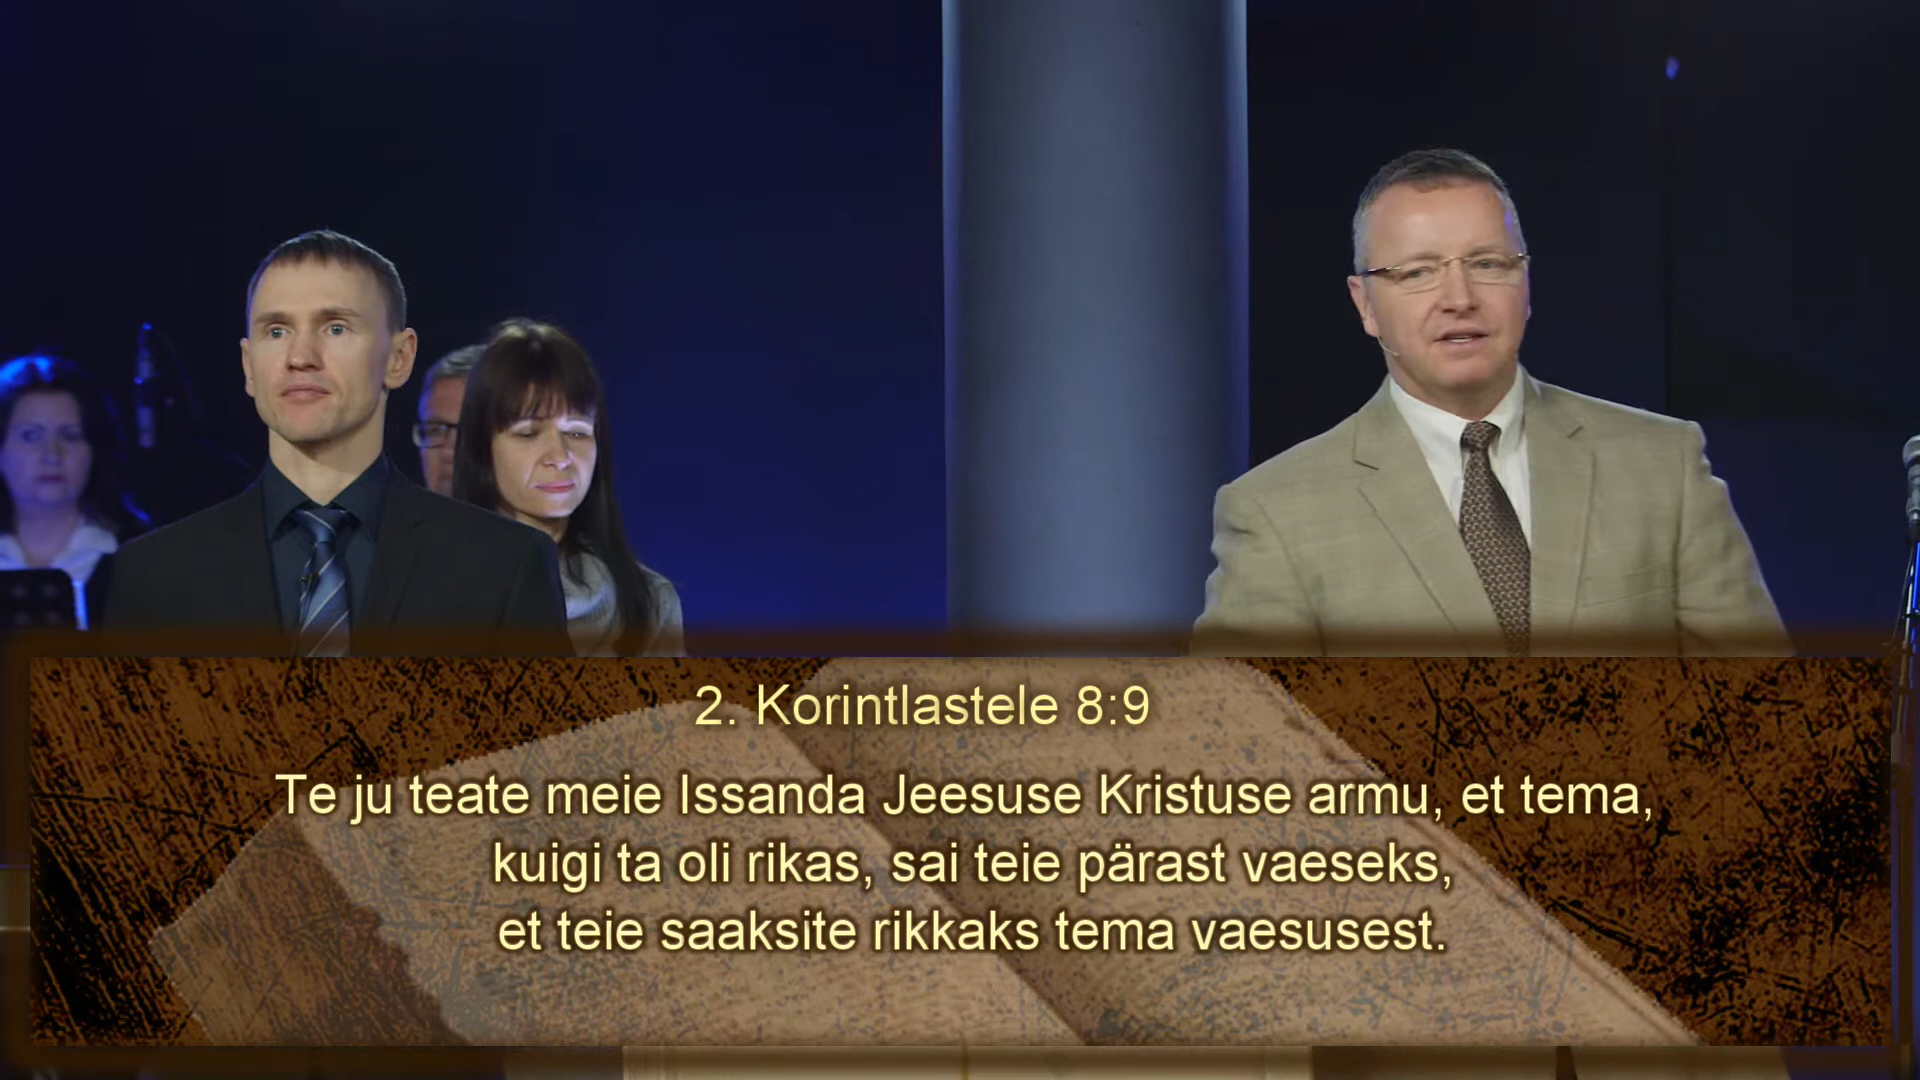 2. Korintlastele 8:9
Te ju teate meie Issanda Jeesuse Kristuse armu, et tema,
kuigi ta oli rikas, sai teie pärast vaeseks,
et teie saaksite rikkaks tema vaesusest.